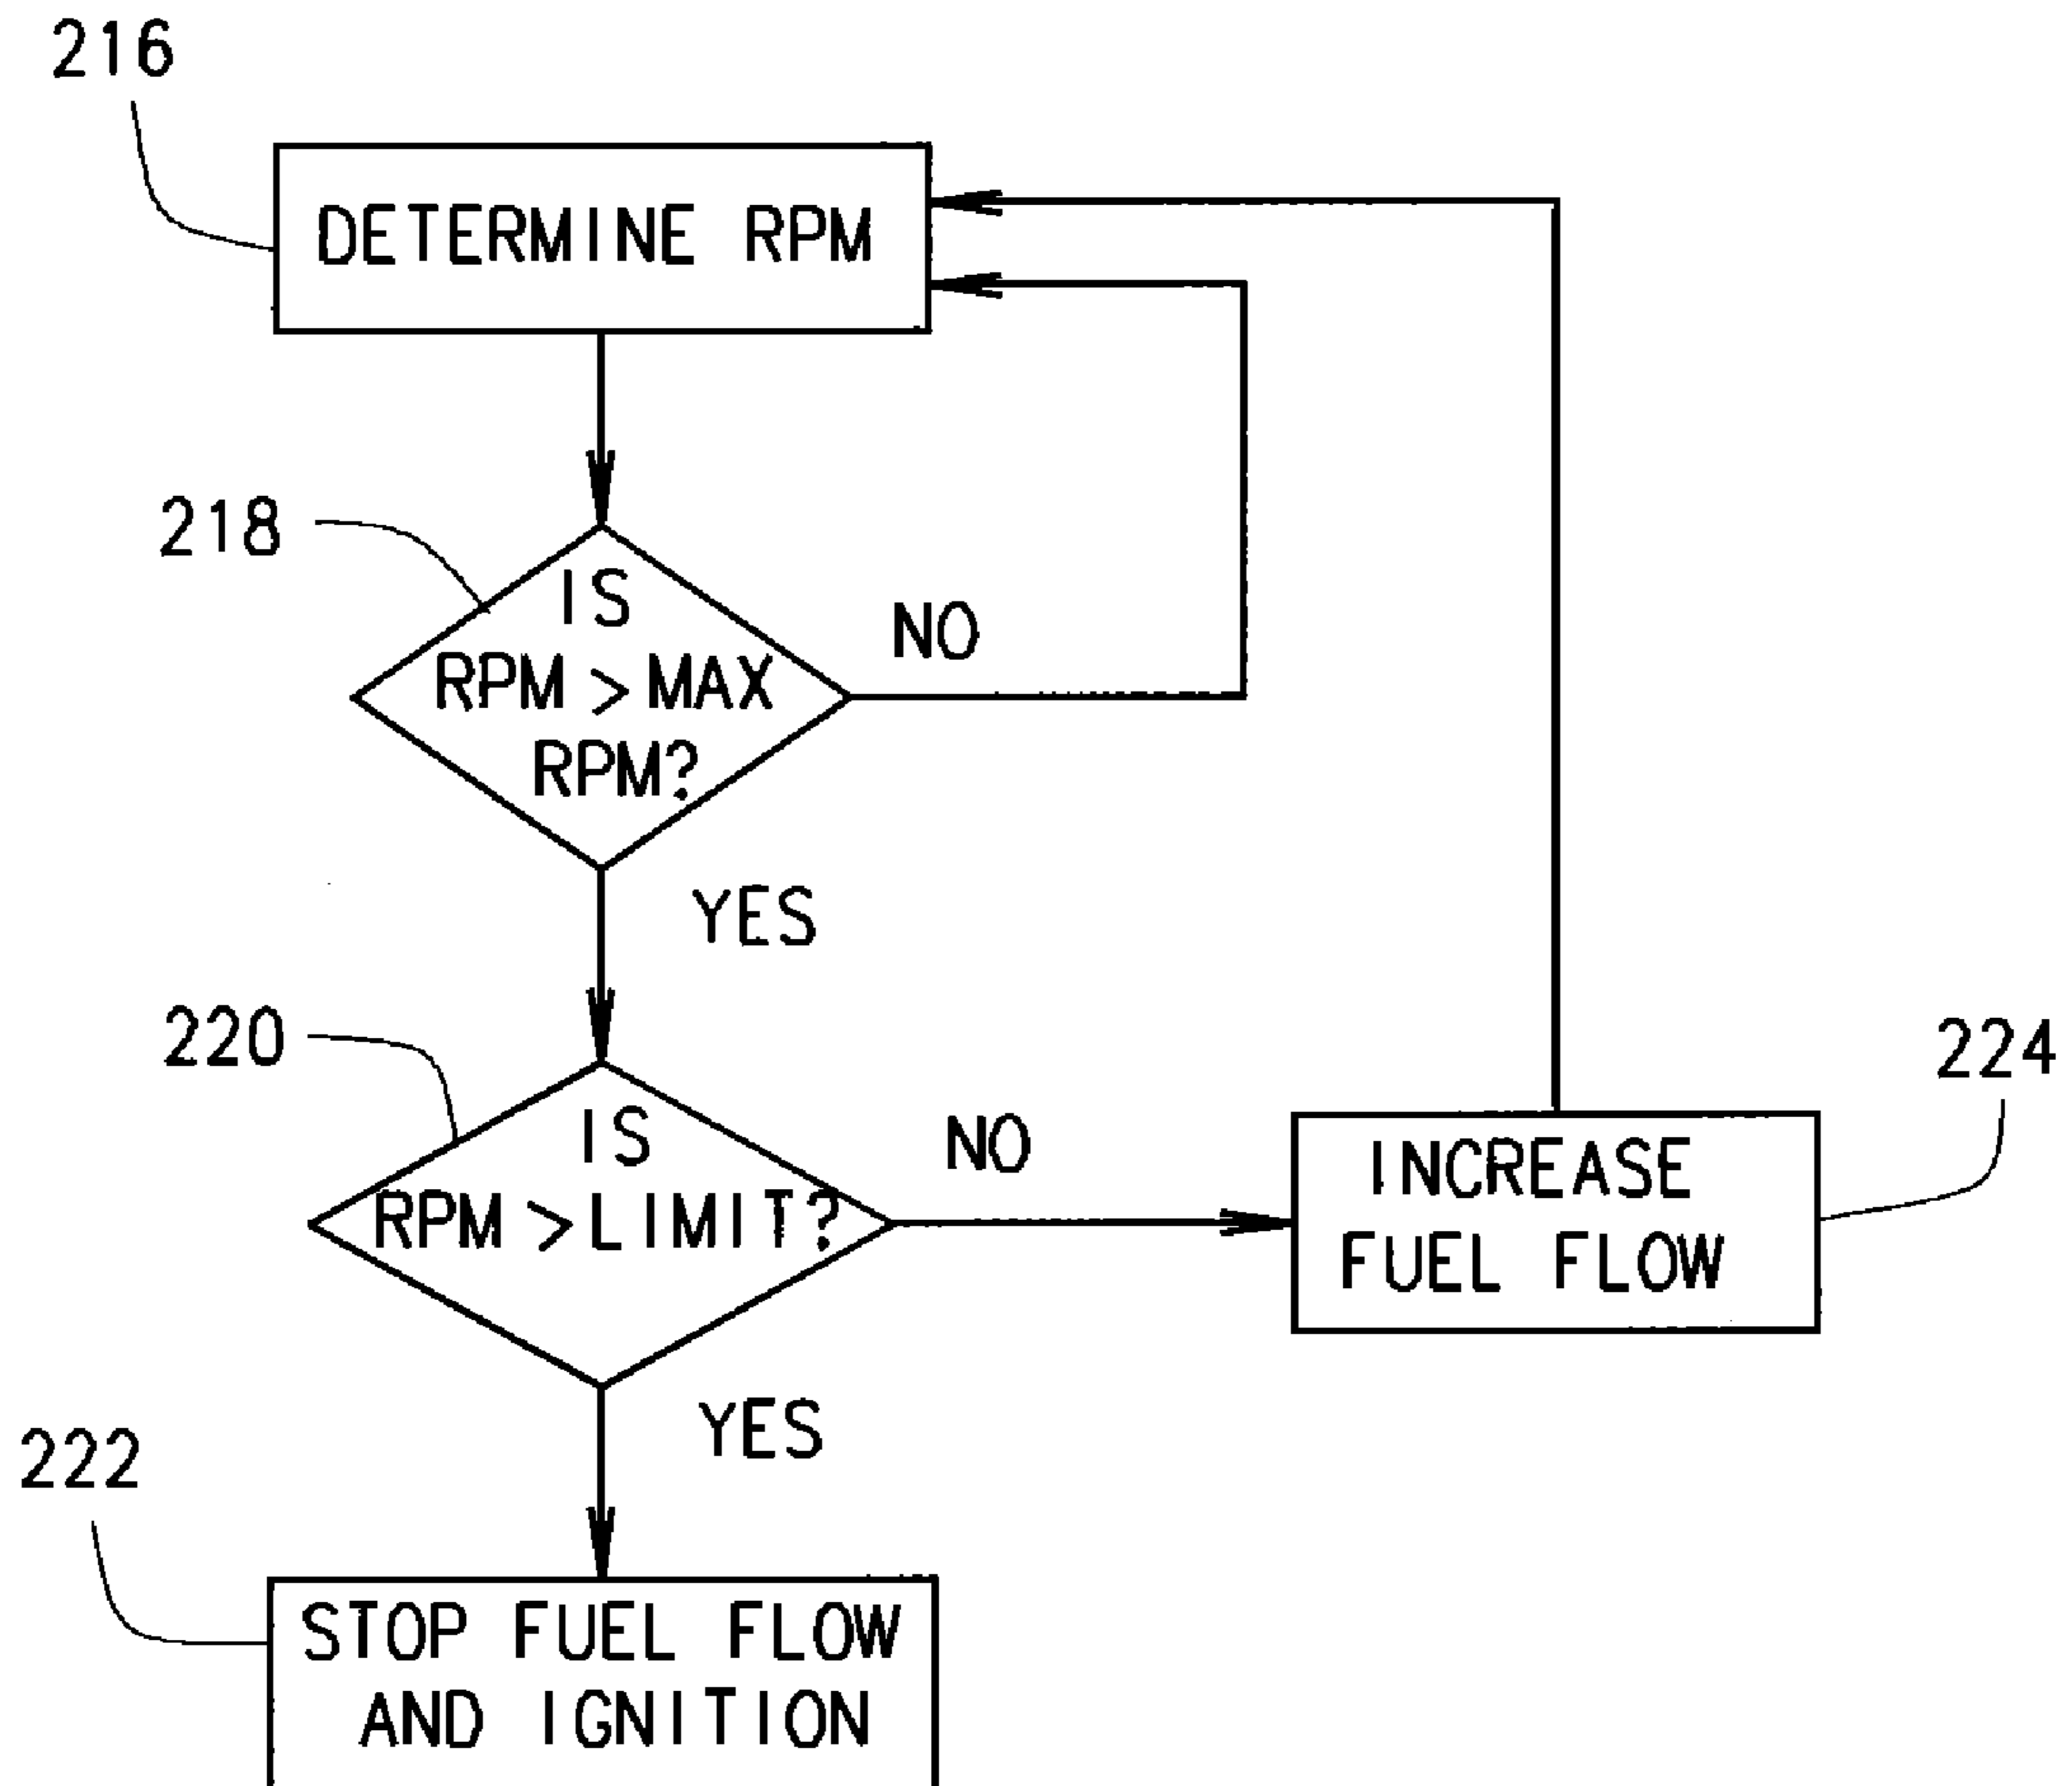 216
DETERMINE RPM
218
IS
RPM > MAX
RPM?
NO
YES
220
IS
RPM > LIMIT?
NO
224
INCREASE
FUEL FLOW
YES
222
STOP FUEL FLOW
AND IGNITION